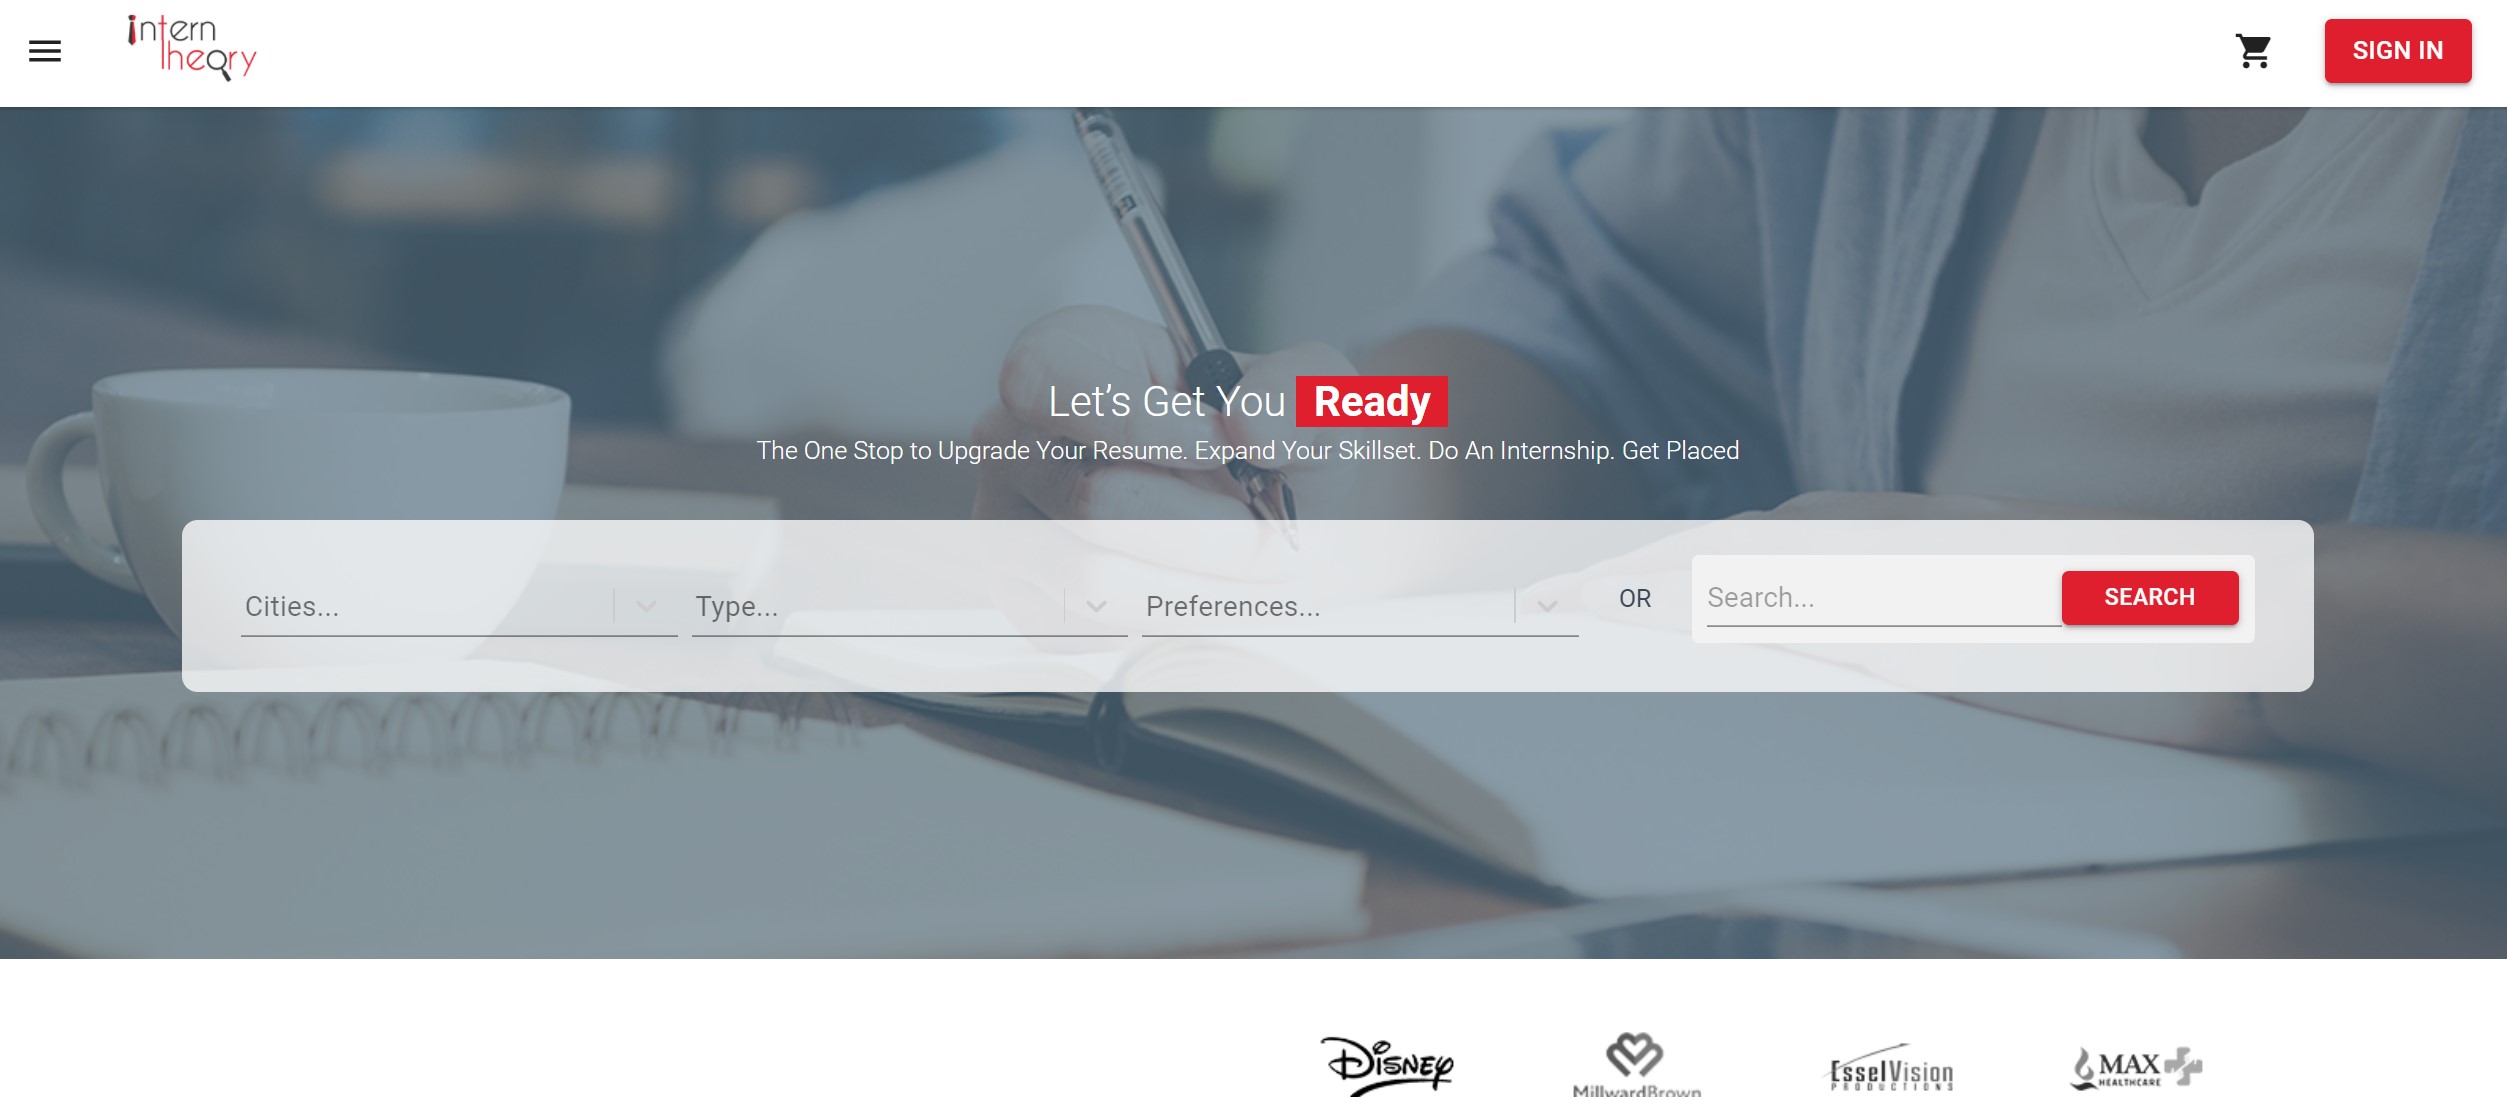 intern
theory
SIGN IN
Let's Get You Ready
The One Stop to Upgrade Your Resume. Expand Your Skillset. Do An Internship. Get Placed
Cities...
Type...
Preferences...
OR
Search...
SEARCH
DISNEY
MillwardBrown
EsselVision
PRODUCTIONS
MAX
HEALTHCARE